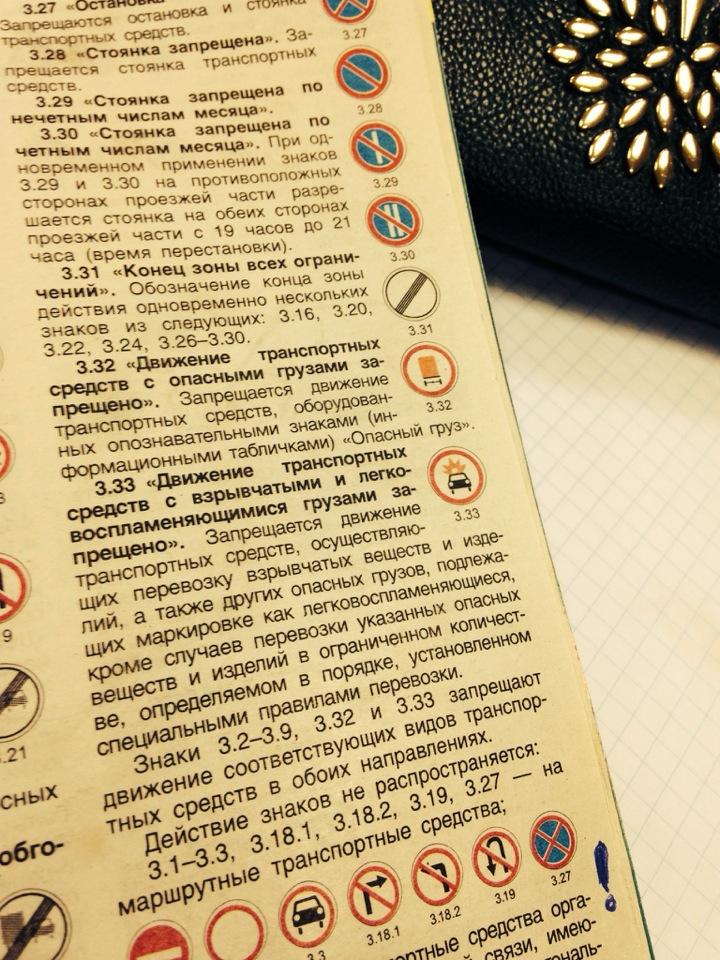 3.27 «Остановка
Запрещаются остановка и стоянка
транспортных средств.
3.27
3.28 «Стоянка запрещена». За-
прещается стоянка транспортных
средств.
3.28
3.29 «Стоянка запрещена по
нечетным числам месяца».
3.30 «Стоянка запрещена по
четным числам месяца». При од-
новременном применении знаков
3.29 и 3.30 на противоположных
3.29
сторонах проезжей части разре-
шается стоянка на обеих сторонах
проезжей части с 19 часов до 21
часа (время перестановки).
3.30
3.31 «Конец зоны всех ограни-
чений». Обозначение конца зоны
действия одновременно нескольких
знаков из следующих: 3.16, 3.20,
3.22, 3.24, 3.26–3.30.
3.31
3.32 «Движение транспортных
средств с опасными грузами за-
прещено». Запрещается движение
транспортных средств, оборудован-
3.32
ных опознавательными знаками (ин-
формационными табличками) «Опасный груз».
3.33 «Движение транспортных
средств с взрывчатыми и легко-
воспламеняющимися грузами за-
прещено». Запрещается движение
3.33
транспортных средств, осуществляю-
щих перевозку взрывчатых веществ и изде-
лий, а также других опасных грузов, подлежа-
щих маркировке как легковоспламеняющиеся,
кроме случаев перевозки указанных опасных
веществ и изделий в ограниченном количест-
ве, определяемом в порядке, установленном
специальными правилами перевозки.
Знаки 3.2–3.9, 3.32 и 3.33 запрещают
движение соответствующих видов транспор-
тных средств в обоих направлениях.
Действие знаков не распространяется:
3.1–3.3, 3.18.1, 3.18.2, 3.19, 3.27 — на
маршрутные транспортные средства;
3.3
3.18.1
3.18.2
3.19
3.27
!
ортные средства орга-
связи, имею-
.21
сных
обго-
9